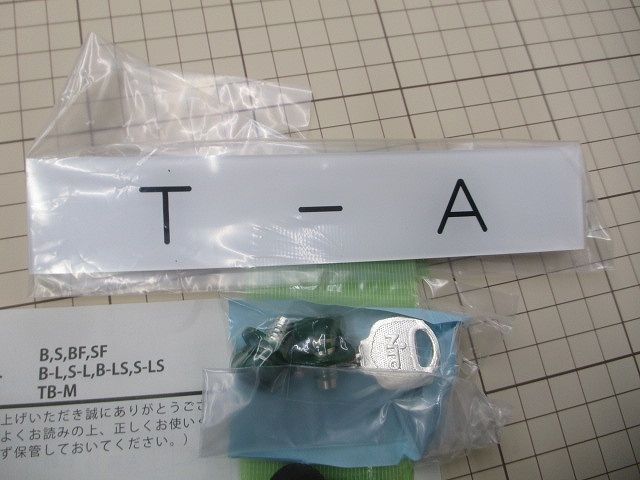 T - A
B,S,BF,SF
B-L,S-L,B-LS,S-LS
TB-M
上げいただき誠にありがとうござ
よくお読みの上、正しくお使い
ず保管しておいてください。)